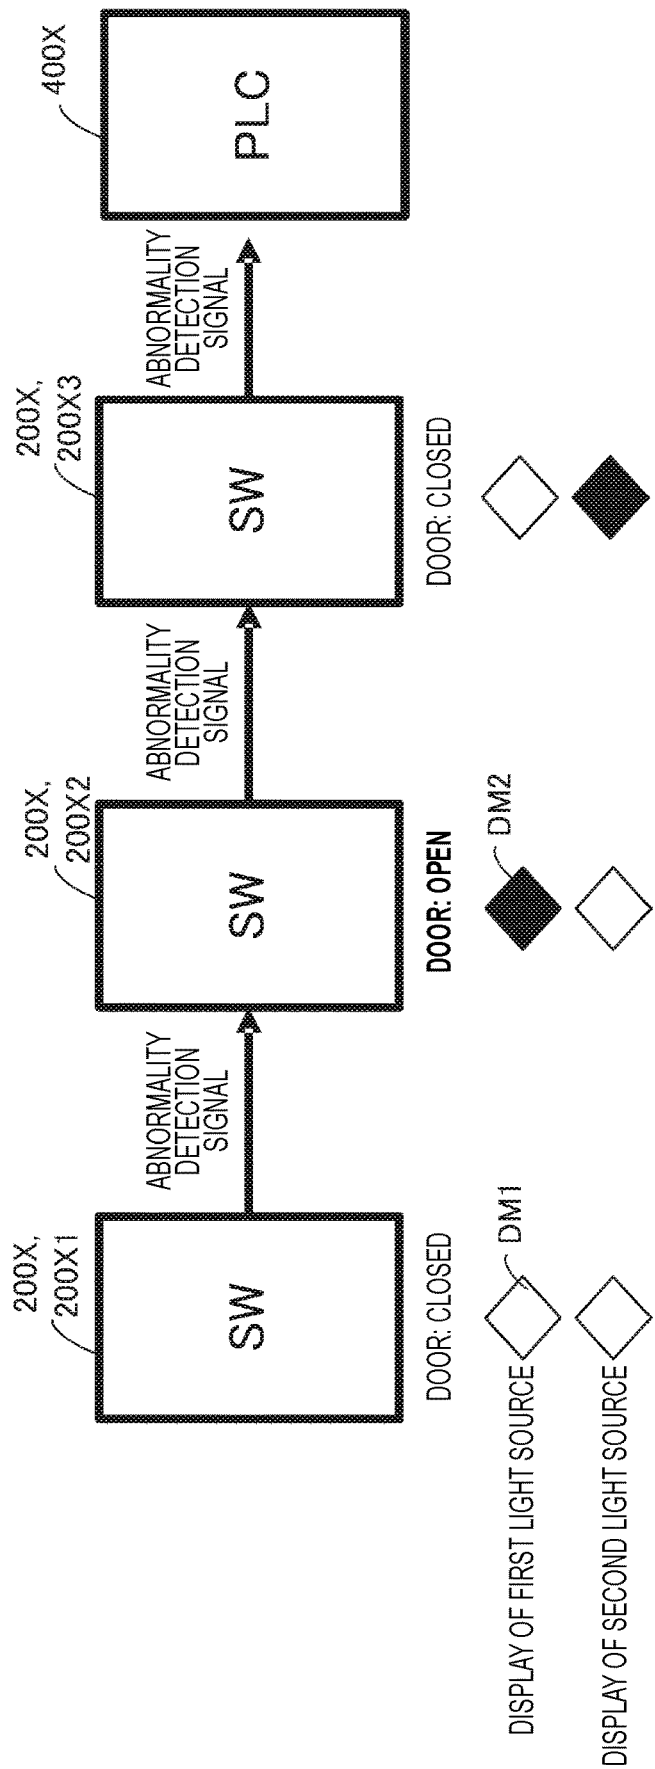 200X,
200X1
SW
ABNORMALITY
DETECTION
SIGNAL
200X,
200X2
SW
ABNORMALITY
DETECTION
SIGNAL
200X,
200X3
SW
ABNORMALITY
DETECTION
SIGNAL
400X
PLC
DOOR: CLOSED
DOOR: OPEN
DOOR: CLOSED
DISPLAY OF FIRST LIGHT SOURCE
DM1
DM2
DISPLAY OF SECOND LIGHT SOURCE